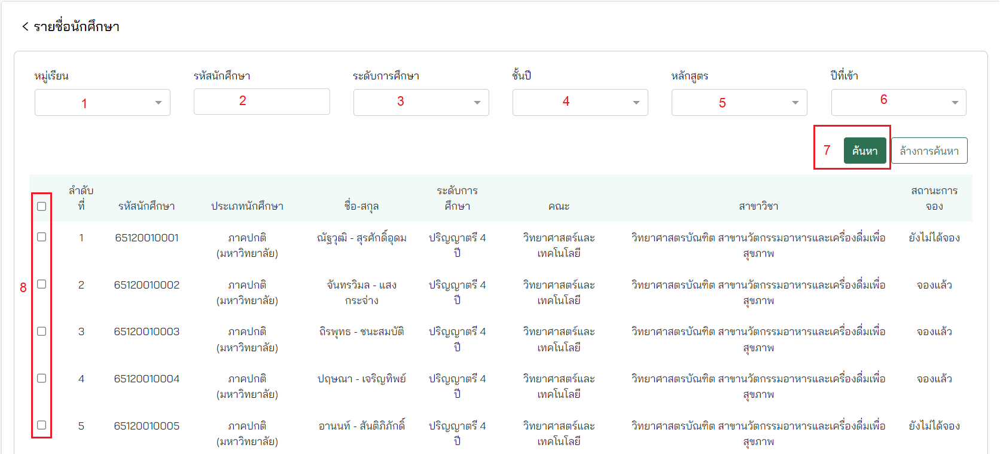 < รายชื่อนักศึกษา
หมู่เรียน รหัสนักศึกษา ระดับการศึกษา ชั้นปี หลักสูตร ปีที่เข้า
1 2 3 4 5 6
7 ค้นหา ล้างการค้นหา
ลำดับ ระดับการ สถานะการ
ที่ รหัสนักศึกษา ประเภทนักศึกษา ชื่อ-สกุล ศึกษา คณะ สาขาวิชา จอง
1 65120010001 ภาคปกติ ณัฐวุฒิ - สุรศักดิ์อุดม ปริญญาตรี 4 วิทยาศาสตร์และ วิทยาศาสตรบัณฑิต สาขานวัตกรรมอาหารและเครื่องดื่มเพื่อ ยังไม่ได้จอง
(มหาวิทยาลัย) ปี เทคโนโลยี สุขภาพ
8 2 65120010002 ภาคปกติ จันทรวิมล - แสง ปริญญาตรี 4 วิทยาศาสตร์และ วิทยาศาสตรบัณฑิต สาขานวัตกรรมอาหารและเครื่องดื่มเพื่อ จองแล้ว
(มหาวิทยาลัย) กระจ่าง ปี เทคโนโลยี สุขภาพ
3 65120010003 ภาคปกติ ถิรพุทธ - ชนะสมบัติ ปริญญาตรี 4 วิทยาศาสตร์และ วิทยาศาสตรบัณฑิต สาขานวัตกรรมอาหารและเครื่องดื่มเพื่อ จองแล้ว
(มหาวิทยาลัย) ปี เทคโนโลยี สุขภาพ
4 65120010004 ภาคปกติ ปฤษณา - เจริญทิพย์ ปริญญาตรี 4 วิทยาศาสตร์และ วิทยาศาสตรบัณฑิต สาขานวัตกรรมอาหารและเครื่องดื่มเพื่อ จองแล้ว
(มหาวิทยาลัย) ปี เทคโนโลยี สุขภาพ
5 65120010005 ภาคปกติ อานนท์ - สันติภิภักดิ์ ปริญญาตรี 4 วิทยาศาสตร์และ วิทยาศาสตรบัณฑิต สาขานวัตกรรมอาหารและเครื่องดื่มเพื่อ ยังไม่ได้จอง
(มหาวิทยาลัย) ปี เทคโนโลยี สุขภาพ